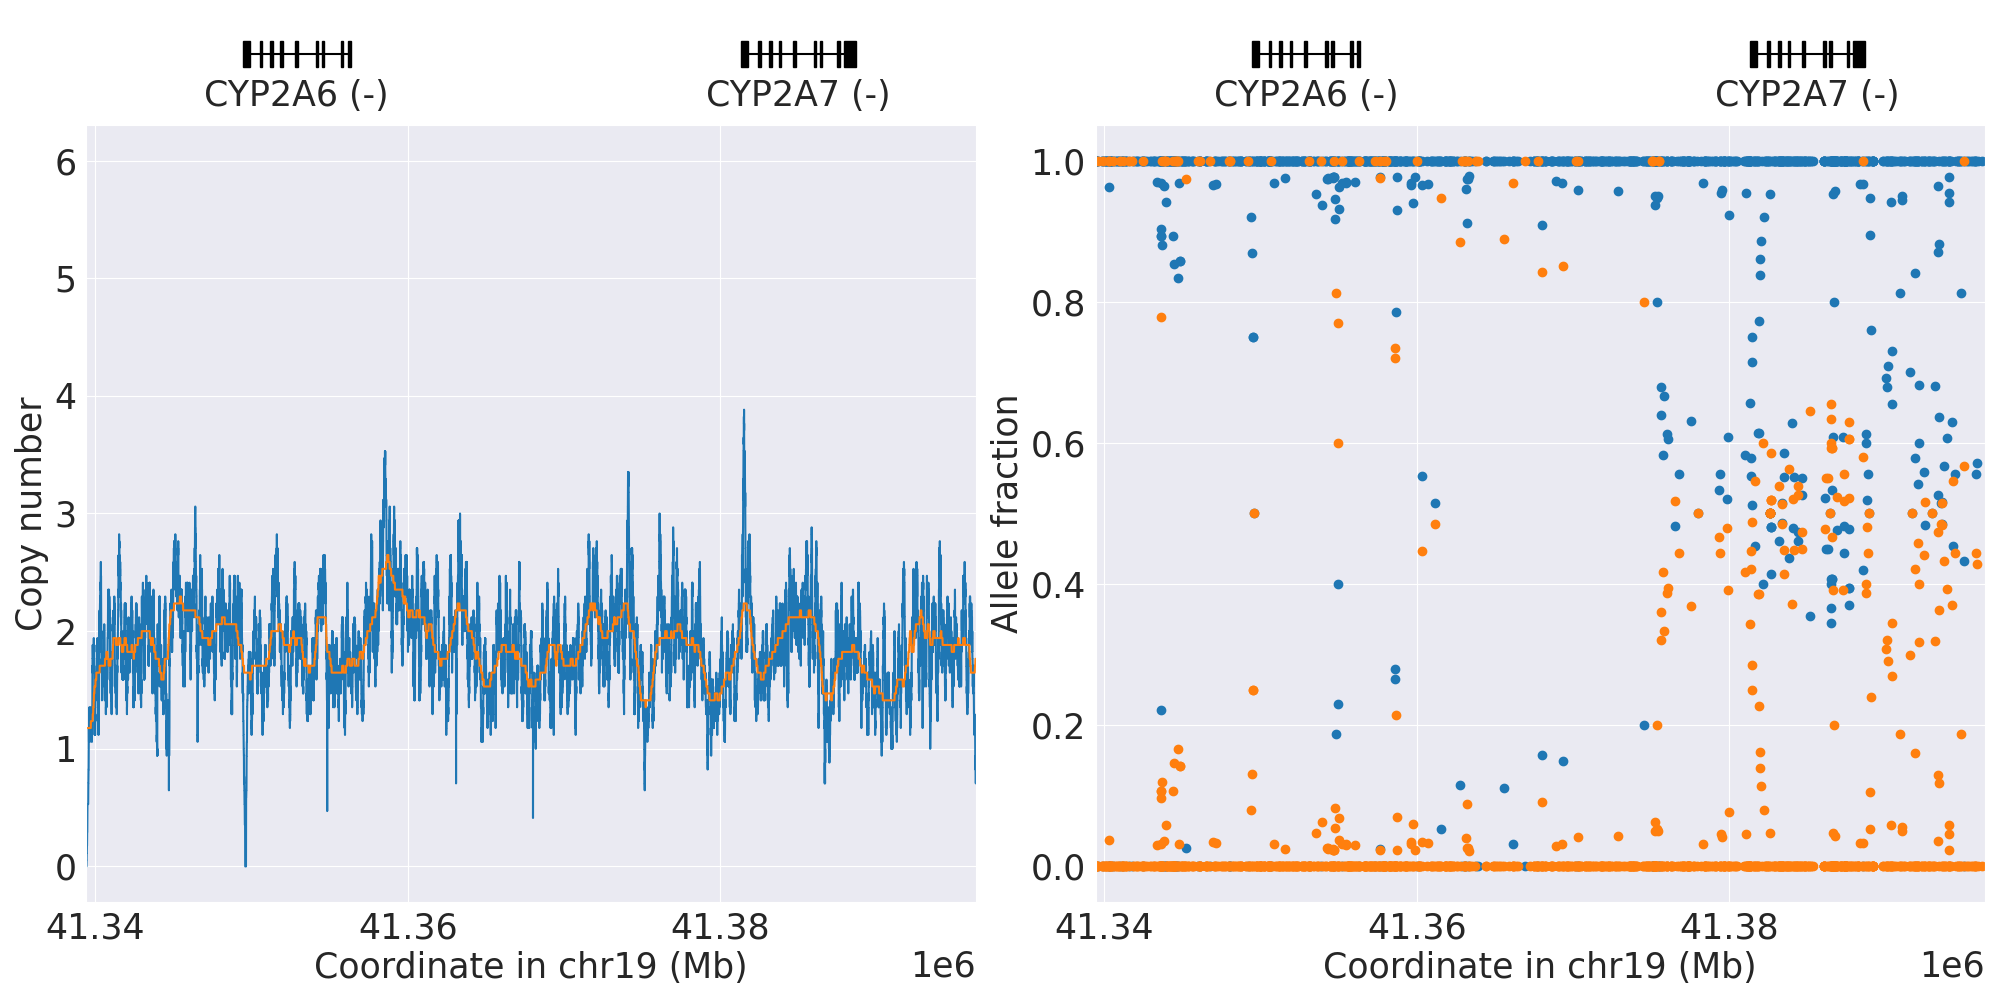 CYP2A6 (-) CYP2A7 (-)
CYP2A6 (-) CYP2A7 (-)
Copy number
6
5
4
3
2
1
0
41.34 41.36 41.38
Coordinate in chr19 (Mb) 1e6
Allele fraction
1.0
0.8
0.6
0.4
0.2
0.0
41.34 41.36 41.38
Coordinate in chr19 (Mb) 1e6